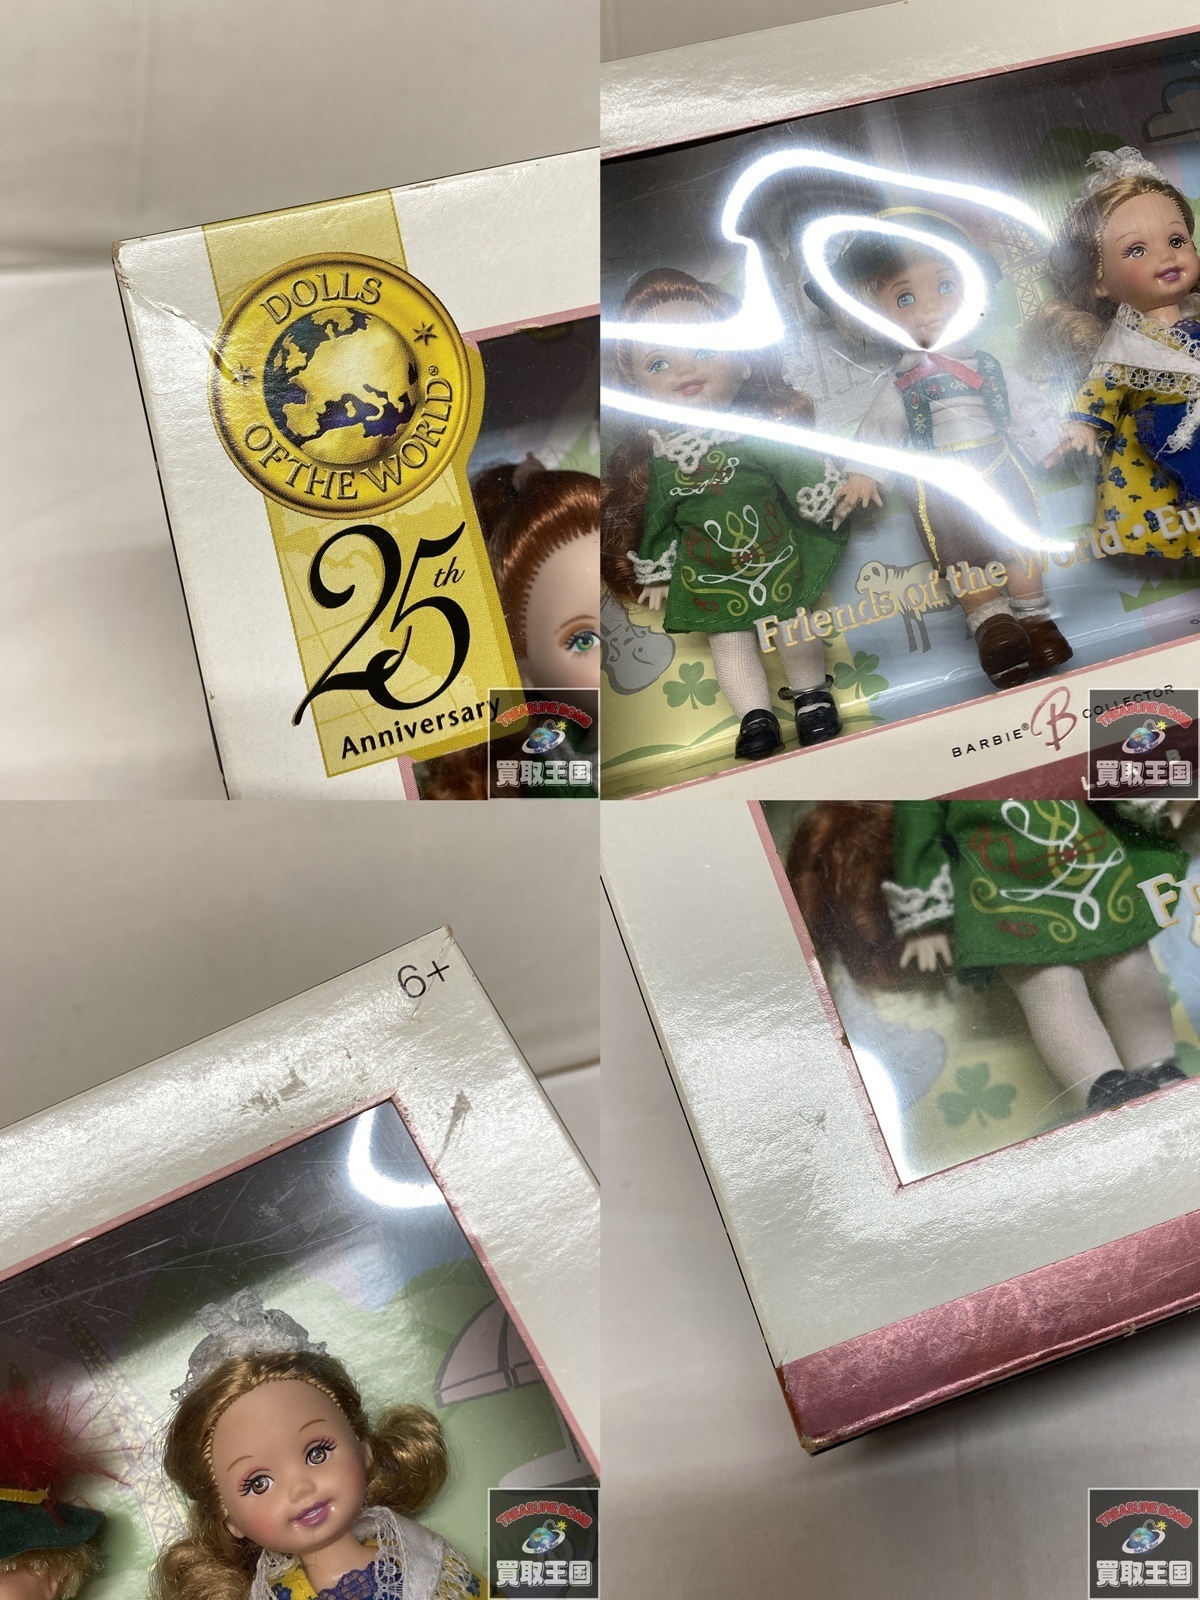 DOLLS
OF THE WORLD®
25th
Anniversary
TREASURE BOMB
買取王国
Friends of the World • Eu
BARBIE® B COLLECTOR
TREASURE BOMB
買取王国
6+
TREASURE BOMB
買取王国
Fr
TREASURE BOMB
買取王国